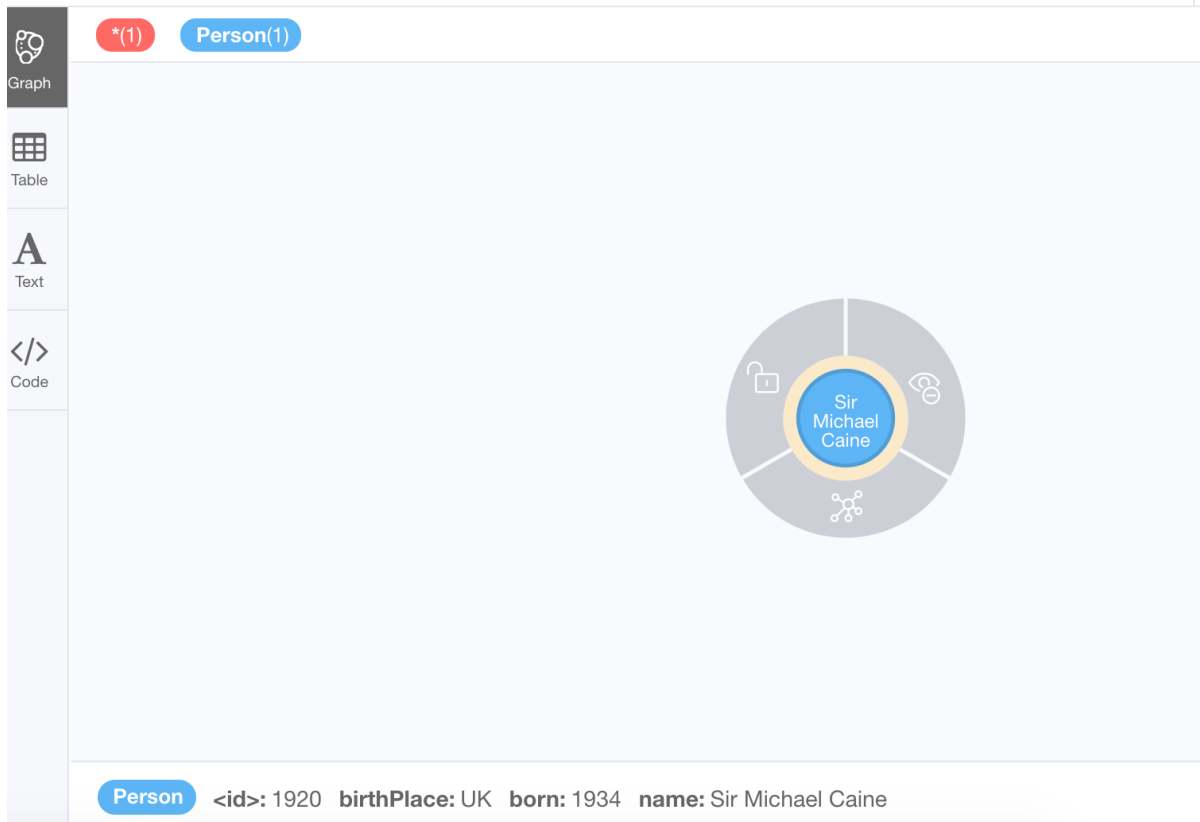 *(1) Person(1)
Graph
Table
A
Text
</>
Code
Sir
Michael
Caine
Person <id>: 1920 birthPlace: UK born: 1934 name: Sir Michael Caine